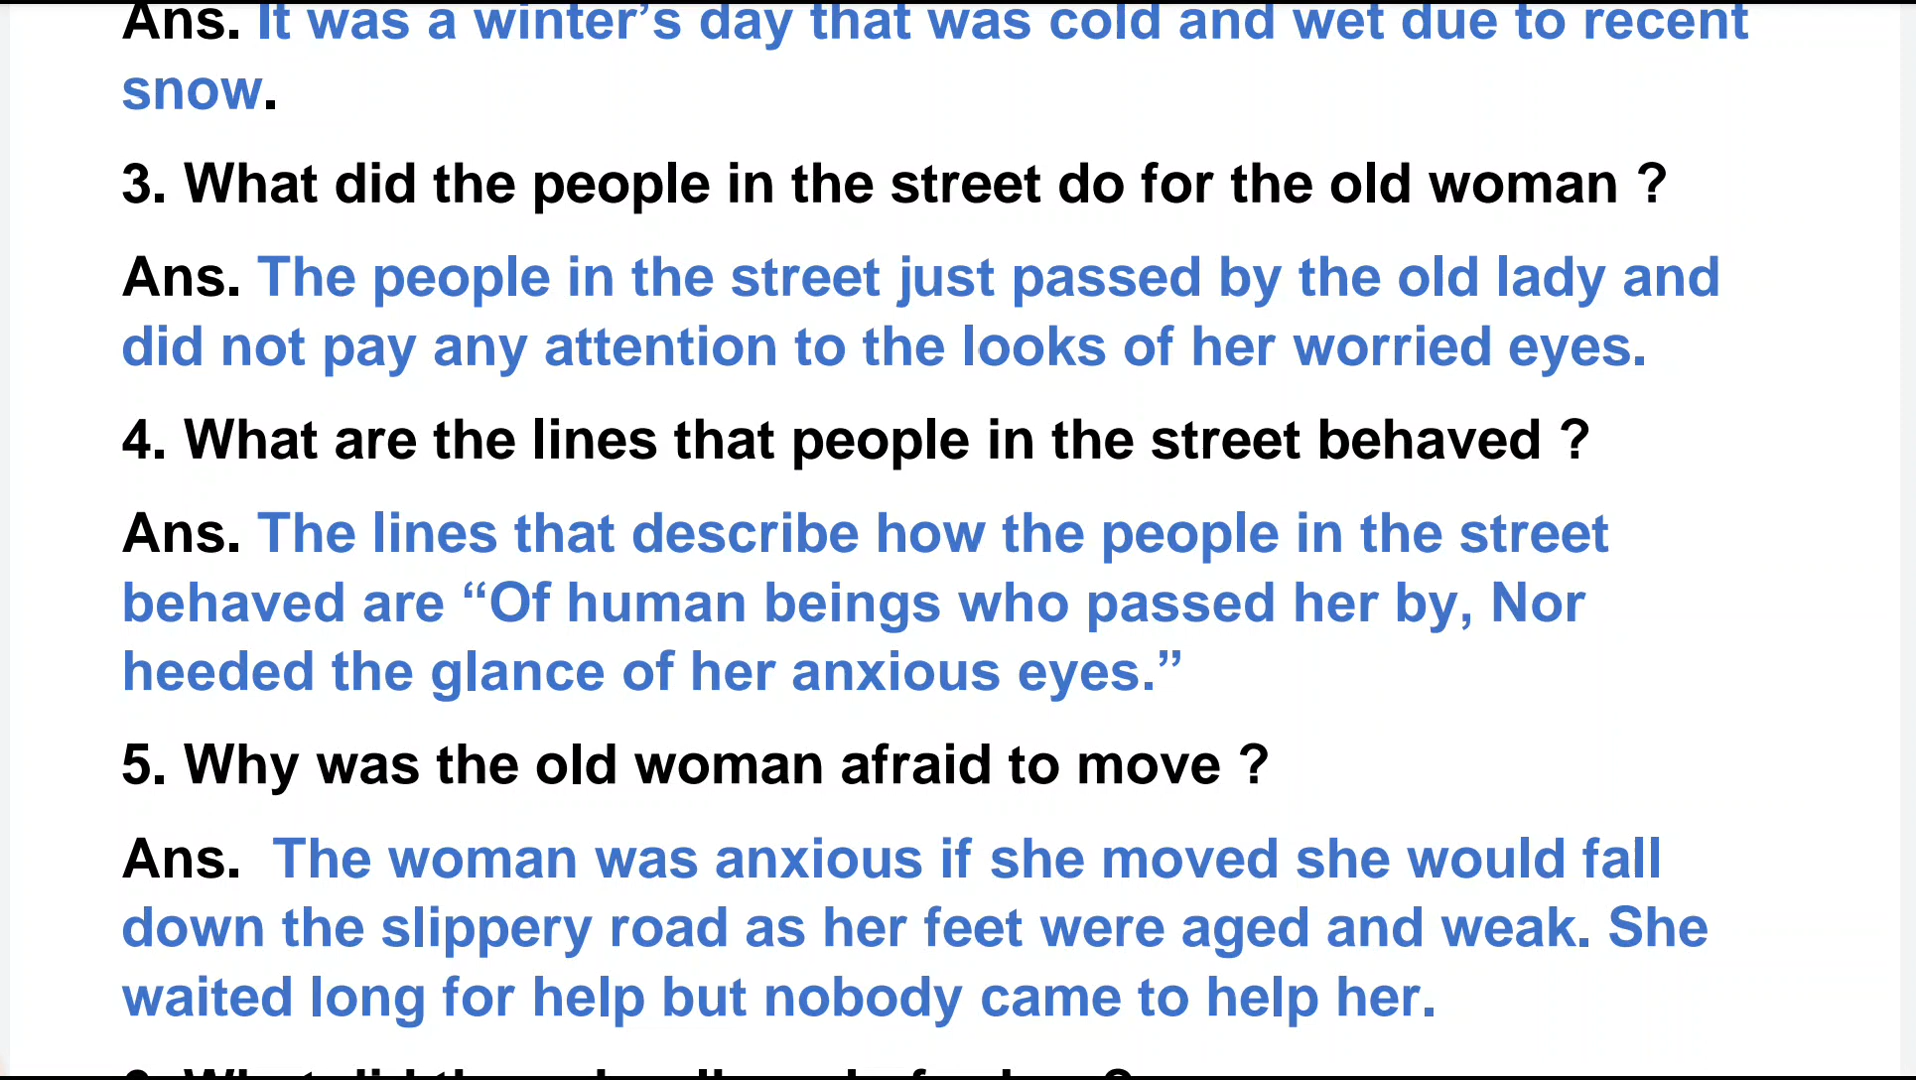 Ans. It was a winter’s day that was cold and wet due to recent
snow.
3. What did the people in the street do for the old woman ?
Ans. The people in the street just passed by the old lady and
did not pay any attention to the looks of her worried eyes.
4. What are the lines that people in the street behaved ?
Ans. The lines that describe how the people in the street
behaved are “Of human beings who passed her by, Nor
heeded the glance of her anxious eyes.”
5. Why was the old woman afraid to move ?
Ans.  The woman was anxious if she moved she would fall
down the slippery road as her feet were aged and weak. She
waited long for help but nobody came to help her.